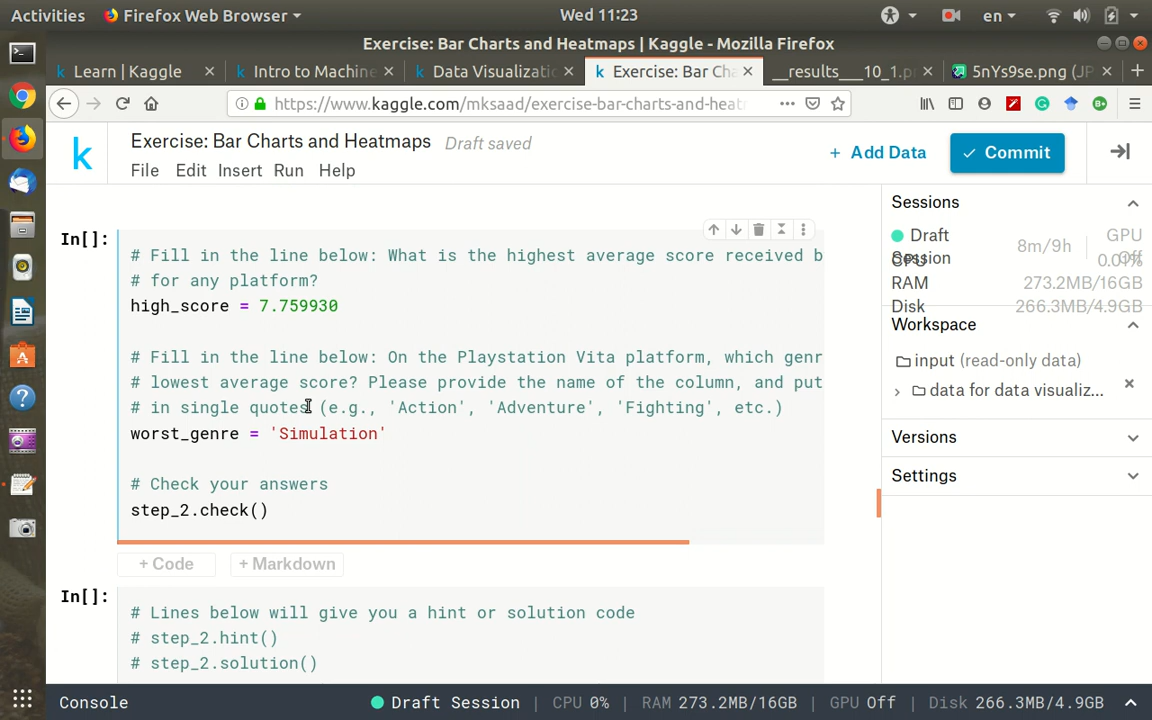 Activities
Firefox Web Browser
Wed 11:23
en
Exercise: Bar Charts and Heatmaps | Kaggle - Mozilla Firefox
Learn | Kaggle
Intro to Machine
Data Visualizatio
Exercise: Bar Cha
__results___10_1.p
5nYs9se.png (JP
https://www.kaggle.com/mksaad/exercise-bar-charts-and-heat
k
Exercise: Bar Charts and Heatmaps
Draft saved
File Edit Insert Run Help
+ Add Data
Commit
In[]:
# Fill in the line below: What is the highest average score received b
# for any platform?
high_score = 7.759930
# Fill in the line below: On the Playstation Vita platform, which genr
# lowest average score? Please provide the name of the column, and put
# in single quotes (e.g., 'Action', 'Adventure', 'Fighting', etc.)
worst_genre = 'Simulation'
# Check your answers
step_2.check()
+ Code
+ Markdown
In[]:
# Lines below will give you a hint or solution code
# step_2.hint()
# step_2.solution()
Sessions
Draft Session
8m/9h
GPU Off
CPU
0.01%
RAM
273.2MB/16GB
Disk
266.3MB/4.9GB
Workspace
input (read-only data)
data for data visualiz...
Versions
Settings
Console
Draft Session | CPU 0% | RAM 273.2MB/16GB | GPU Off | Disk 266.3MB/4.9GB